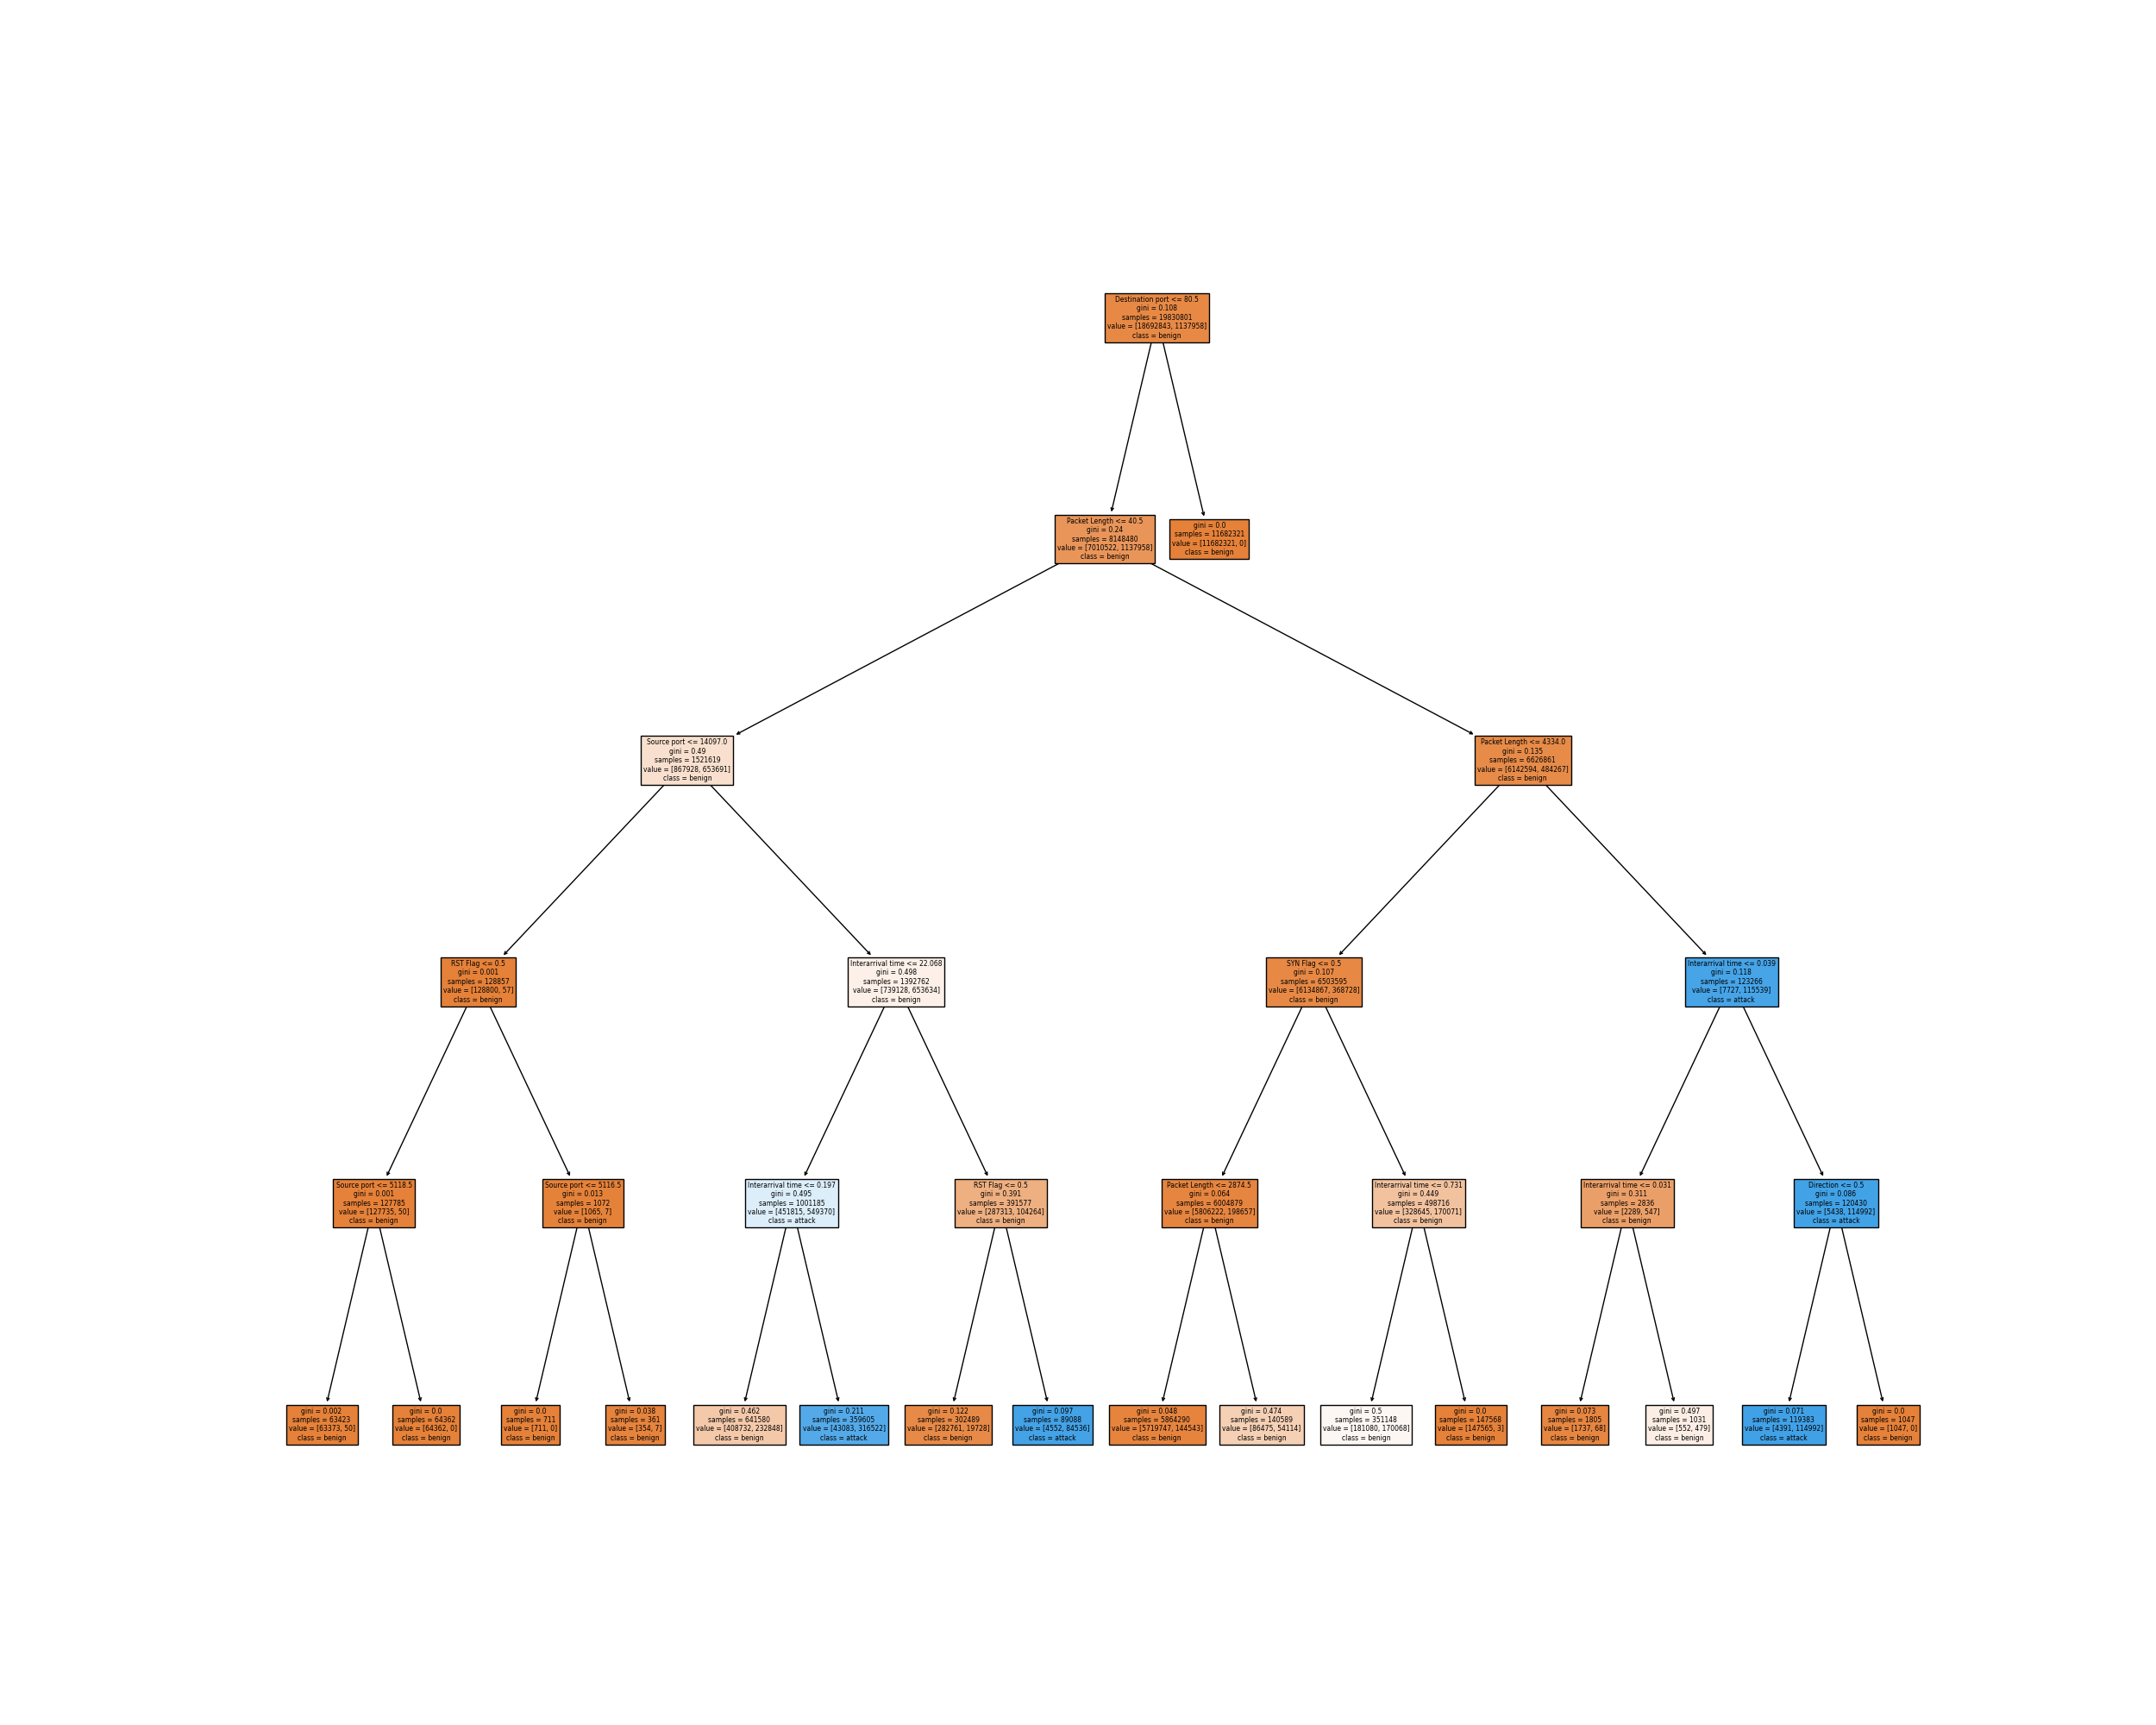 Destination port <= 80.5
gini = 0.108
samples = 19830801
value = [18692843, 1137958]
class = benign
Packet Length <= 40.5
gini = 0.24
samples = 8148480
value = [7010522, 1137958]
class = benign
gini = 0.0
samples = 11682321
value = [11682321, 0]
class = benign
Source port <= 14097.0
gini = 0.49
samples = 1521619
value = [867928, 653691]
class = benign
Packet Length <= 4334.0
gini = 0.135
samples = 6626861
value = [6142594, 484267]
class = benign
RST Flag <= 0.5
gini = 0.001
samples = 128857
value = [128800, 57]
class = benign
Interarrival time <= 22.068
gini = 0.498
samples = 1392762
value = [739128, 653634]
class = benign
SYN Flag <= 0.5
gini = 0.107
samples = 6503595
value = [6134867, 368728]
class = benign
Interarrival time <= 0.039
gini = 0.118
samples = 123266
value = [7727, 115539]
class = attack
Source port <= 5118.5
gini = 0.001
samples = 127785
value = [127735, 50]
class = benign
Source port <= 5116.5
gini = 0.013
samples = 1072
value = [1065, 7]
class = benign
Interarrival time <= 0.197
gini = 0.495
samples = 1001185
value = [451815, 549370]
class = attack
RST Flag <= 0.5
gini = 0.391
samples = 391577
value = [287313, 104264]
class = benign
Packet Length <= 2874.5
gini = 0.064
samples = 6004879
value = [5806222, 198657]
class = benign
Interarrival time <= 0.731
gini = 0.449
samples = 498716
value = [328645, 170071]
class = benign
Interarrival time <= 0.031
gini = 0.311
samples = 2836
value = [2289, 547]
class = benign
Direction <= 0.5
gini = 0.086
samples = 120430
value = [5438, 114992]
class = attack
gini = 0.002
samples = 63423
value = [63373, 50]
class = benign
gini = 0.0
samples = 64362
value = [64362, 0]
class = benign
gini = 0.0
samples = 711
value = [711, 0]
class = benign
gini = 0.038
samples = 361
value = [354, 7]
class = benign
gini = 0.462
samples = 641580
value = [408732, 232848]
class = benign
gini = 0.211
samples = 359605
value = [43083, 316522]
class = attack
gini = 0.122
samples = 302489
value = [282761, 19728]
class = benign
gini = 0.097
samples = 89088
value = [4552, 84536]
class = attack
gini = 0.048
samples = 5864290
value = [5719747, 144543]
class = benign
gini = 0.474
samples = 140589
value = [86475, 54114]
class = benign
gini = 0.5
samples = 351148
value = [181080, 170068]
class = benign
gini = 0.0
samples = 147568
value = [147565, 3]
class = benign
gini = 0.073
samples = 1805
value = [1737, 68]
class = benign
gini = 0.497
samples = 1031
value = [552, 479]
class = benign
gini = 0.071
samples = 119383
value = [4391, 114992]
class = attack
gini = 0.0
samples = 1047
value = [1047, 0]
class = benign